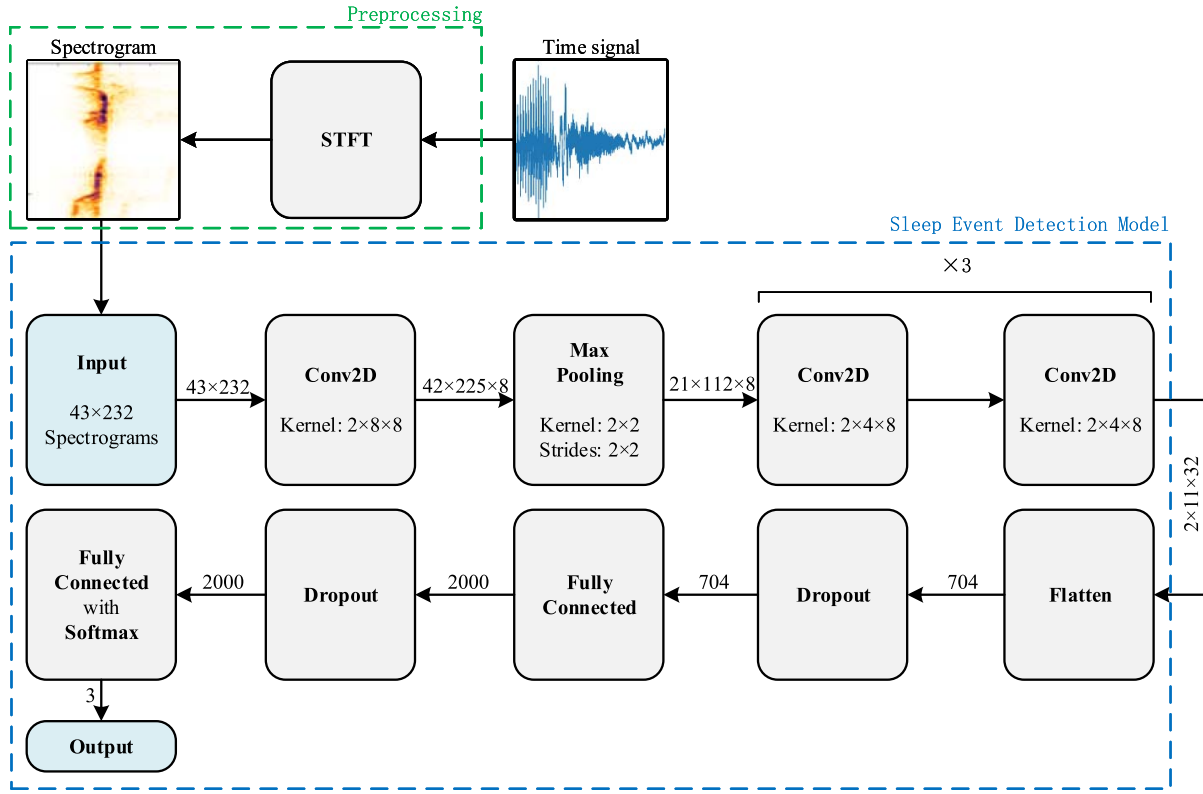 Preprocessing
Spectrogram
Time signal
STFT
Sleep Event Detection Model
×3
Input
43×232
Spectrograms
43×232
Conv2D
Kernel: 2×8×8
42×225×8
Max
Pooling
Kernel: 2×2
Strides: 2×2
21×112×8
Conv2D
Kernel: 2×4×8
Conv2D
Kernel: 2×4×8
2×11×32
Fully
Connected
with
Softmax
2000
Dropout
2000
Fully
Connected
704
Dropout
704
Flatten
3
Output